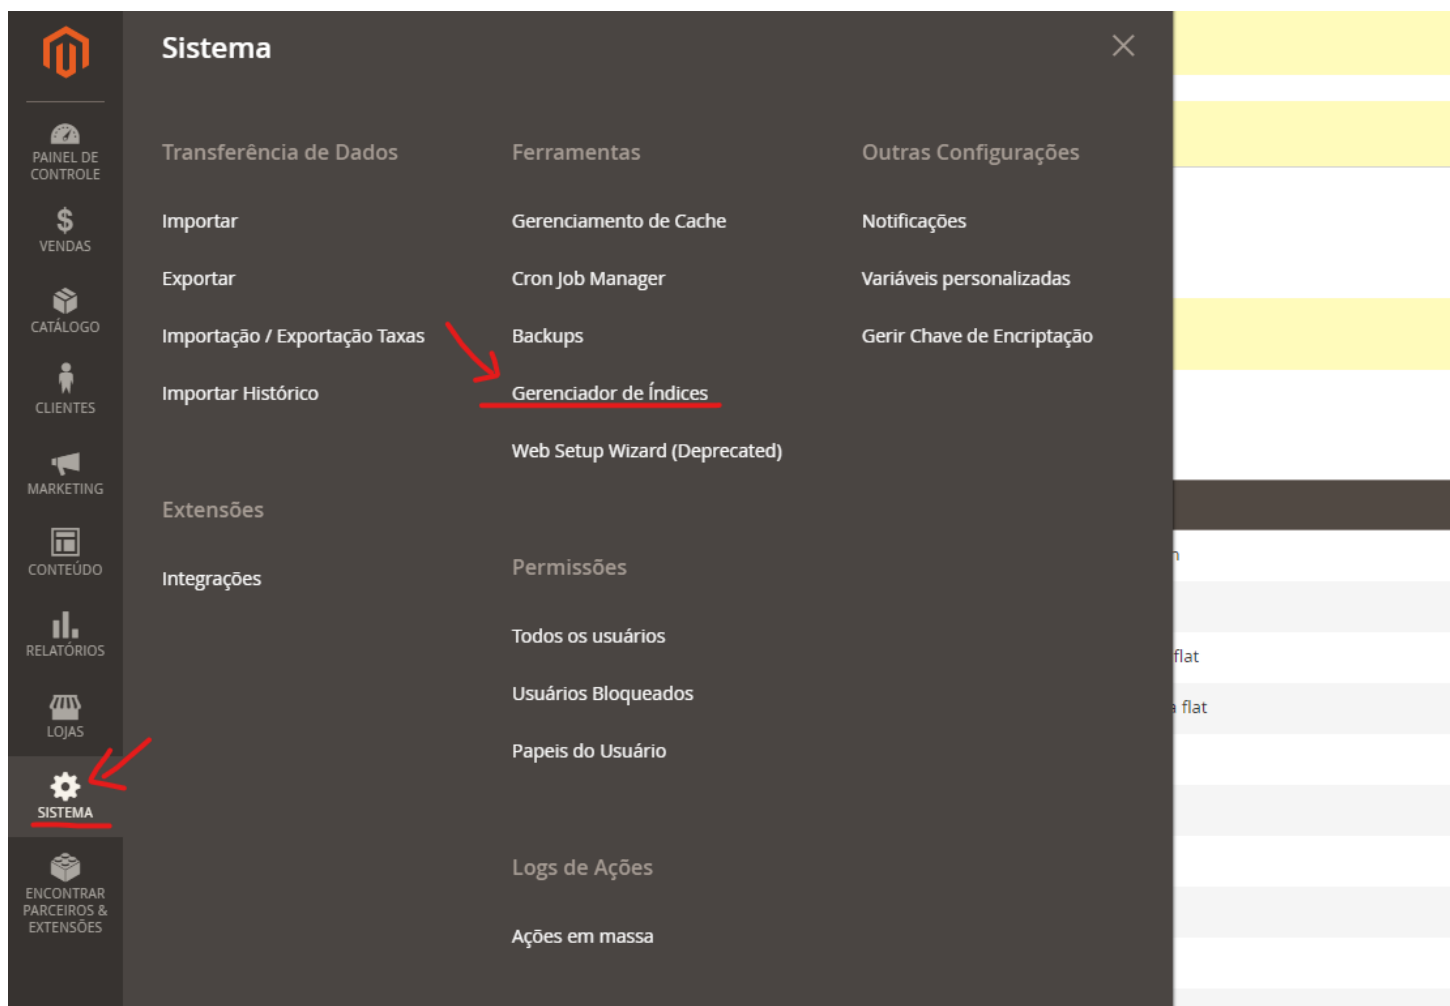 PAINEL DE
CONTROLE
VENDAS
CATÁLOGO
CLIENTES
MARKETING
CONTEÚDO
RELATÓRIOS
LOJAS
SISTEMA
ENCONTRAR
PARCEIROS &
EXTENSÕES
Sistema
Transferência de Dados
Importar
Exportar
Importação / Exportação Taxas
Importar Histórico
Extensões
Integrações
Ferramentas
Gerenciamento de Cache
Cron Job Manager
Backups
Gerenciador de Índices
Web Setup Wizard (Deprecated)
Permissões
Todos os usuários
Usuários Bloqueados
Papeis do Usuário
Logs de Ações
Ações em massa
Outras Configurações
Notificações
Variáveis personalizadas
Gerir Chave de Encriptação
flat
flat